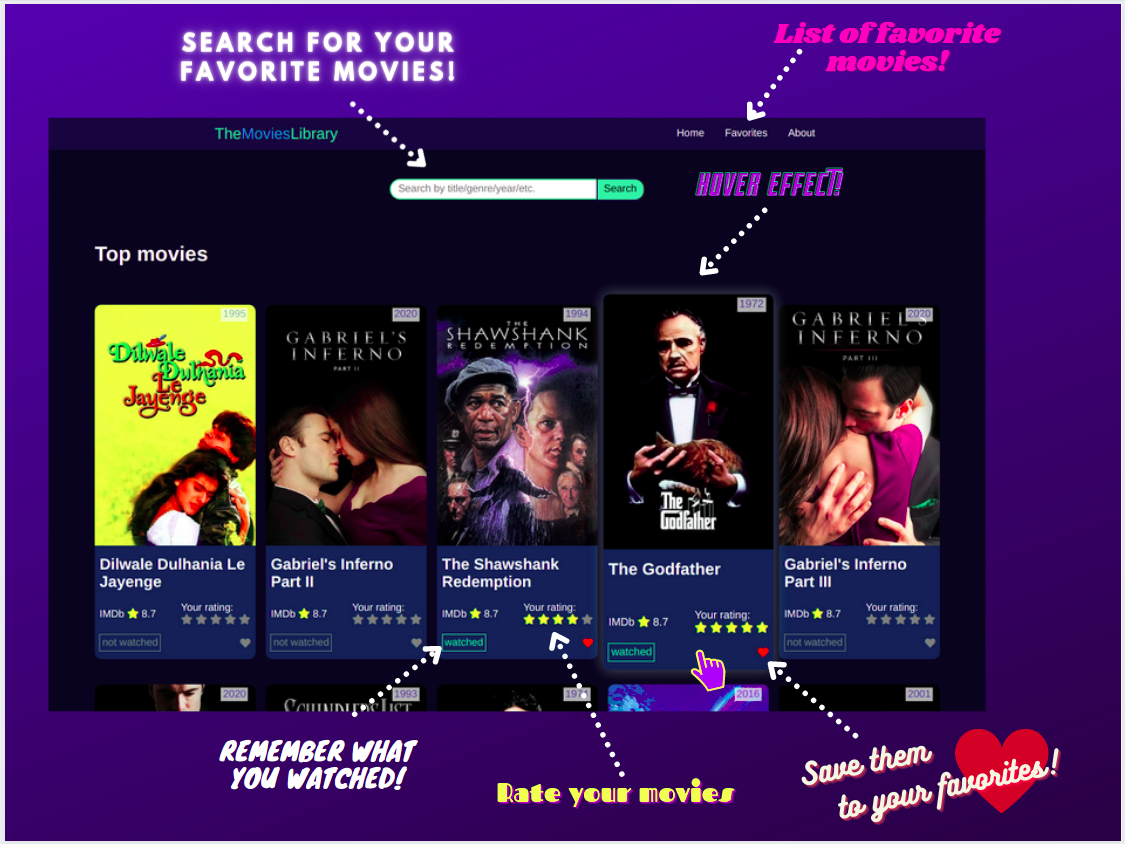 SEARCH FOR YOUR
FAVORITE MOVIES!
List of favorite
movies!
TheMoviesLibrary
Home Favorites About
Search by title/genre/year/etc. Search
HOVER EFFECT!
Top movies
1995
Dilwale
Dulhania
Le
Jayenge
Dilwale Dulhania Le
Jayenge
IMDb 8.7
Your rating:
not watched
2020
GABRIEL'S
INFERNO
PART II
Gabriel's Inferno
Part II
IMDb 8.7
Your rating:
not watched
1994
THE
SHAWSHANK
REDEMPTION
The Shawshank
Redemption
IMDb 8.7
Your rating:
watched
1972
The
Godfather
The Godfather
IMDb 8.7
Your rating:
watched
2020
GABRIEL'S
INFERNO
PART III
Gabriel's Inferno
Part III
IMDb 8.7
Your rating:
not watched
2020
1993
SCHINDLER'S LIST
1974
2016
2001
REMEMBER WHAT
YOU WATCHED!
Rate your movies
Save them
to your favorites!